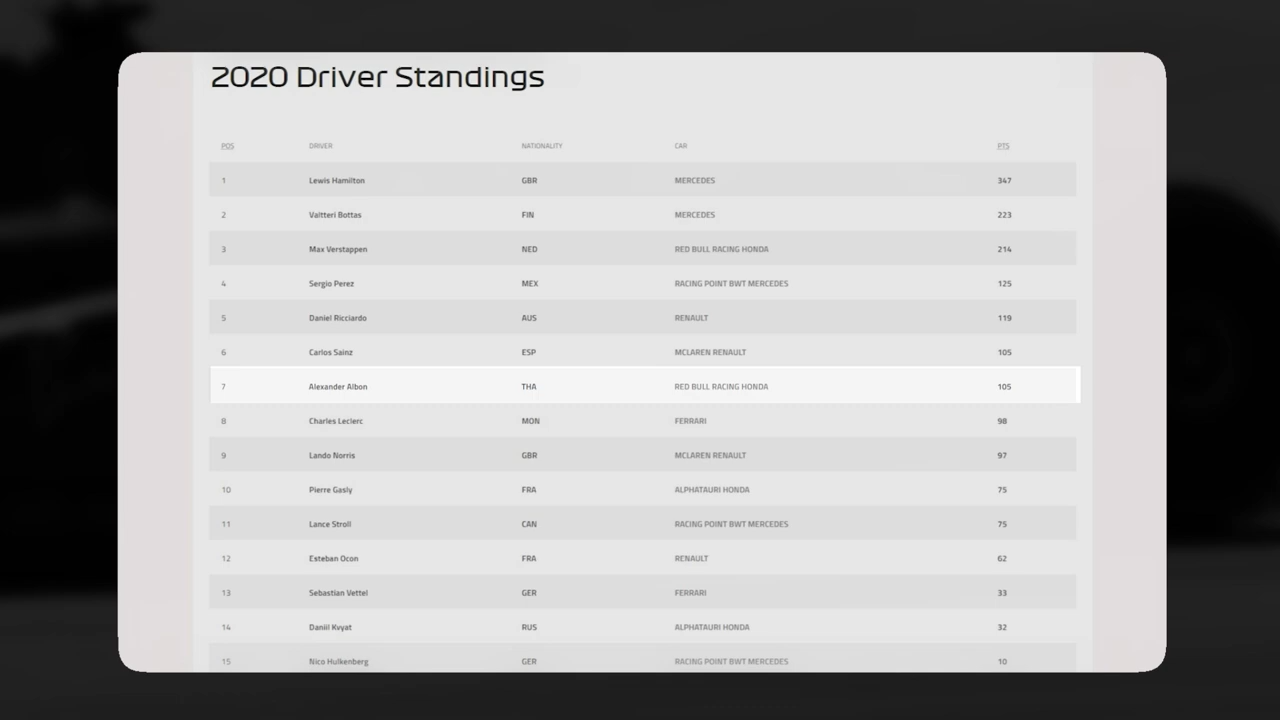 2020 Driver Standings
POS DRIVER NATIONALITY CAR PTS
1 Lewis Hamilton GBR MERCEDES 347
2 Valtteri Bottas FIN MERCEDES 223
3 Max Verstappen NED RED BULL RACING HONDA 214
4 Sergio Perez MEX RACING POINT BWT MERCEDES 125
5 Daniel Ricciardo AUS RENAULT 119
6 Carlos Sainz ESP MCLAREN RENAULT 105
7 Alexander Albon THA RED BULL RACING HONDA 105
8 Charles Leclerc MON FERRARI 98
9 Lando Norris GBR MCLAREN RENAULT 97
10 Pierre Gasly FRA ALPHATAURI HONDA 75
11 Lance Stroll CAN RACING POINT BWT MERCEDES 75
12 Esteban Ocon FRA RENAULT 62
13 Sebastian Vettel GER FERRARI 33
14 Daniil Kvyat RUS ALPHATAURI HONDA 32
15 Nico Hulkenberg GER RACING POINT BWT MERCEDES 10